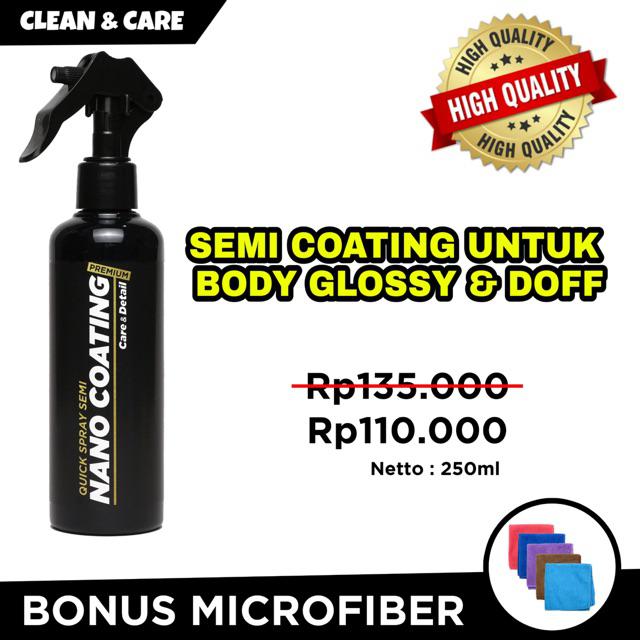 CLEAN & CARE
HIGH QUALITY
HIGH QUALITY
HIGH QUALITY
QUICK SPRAY SEMI
NANO COATING
PREMIUM
Care & Detail
SEMI COATING UNTUK
BODY GLOSSY & DOFF
Rp135.000
Rp110.000
Netto : 250ml
BONUS MICROFIBER